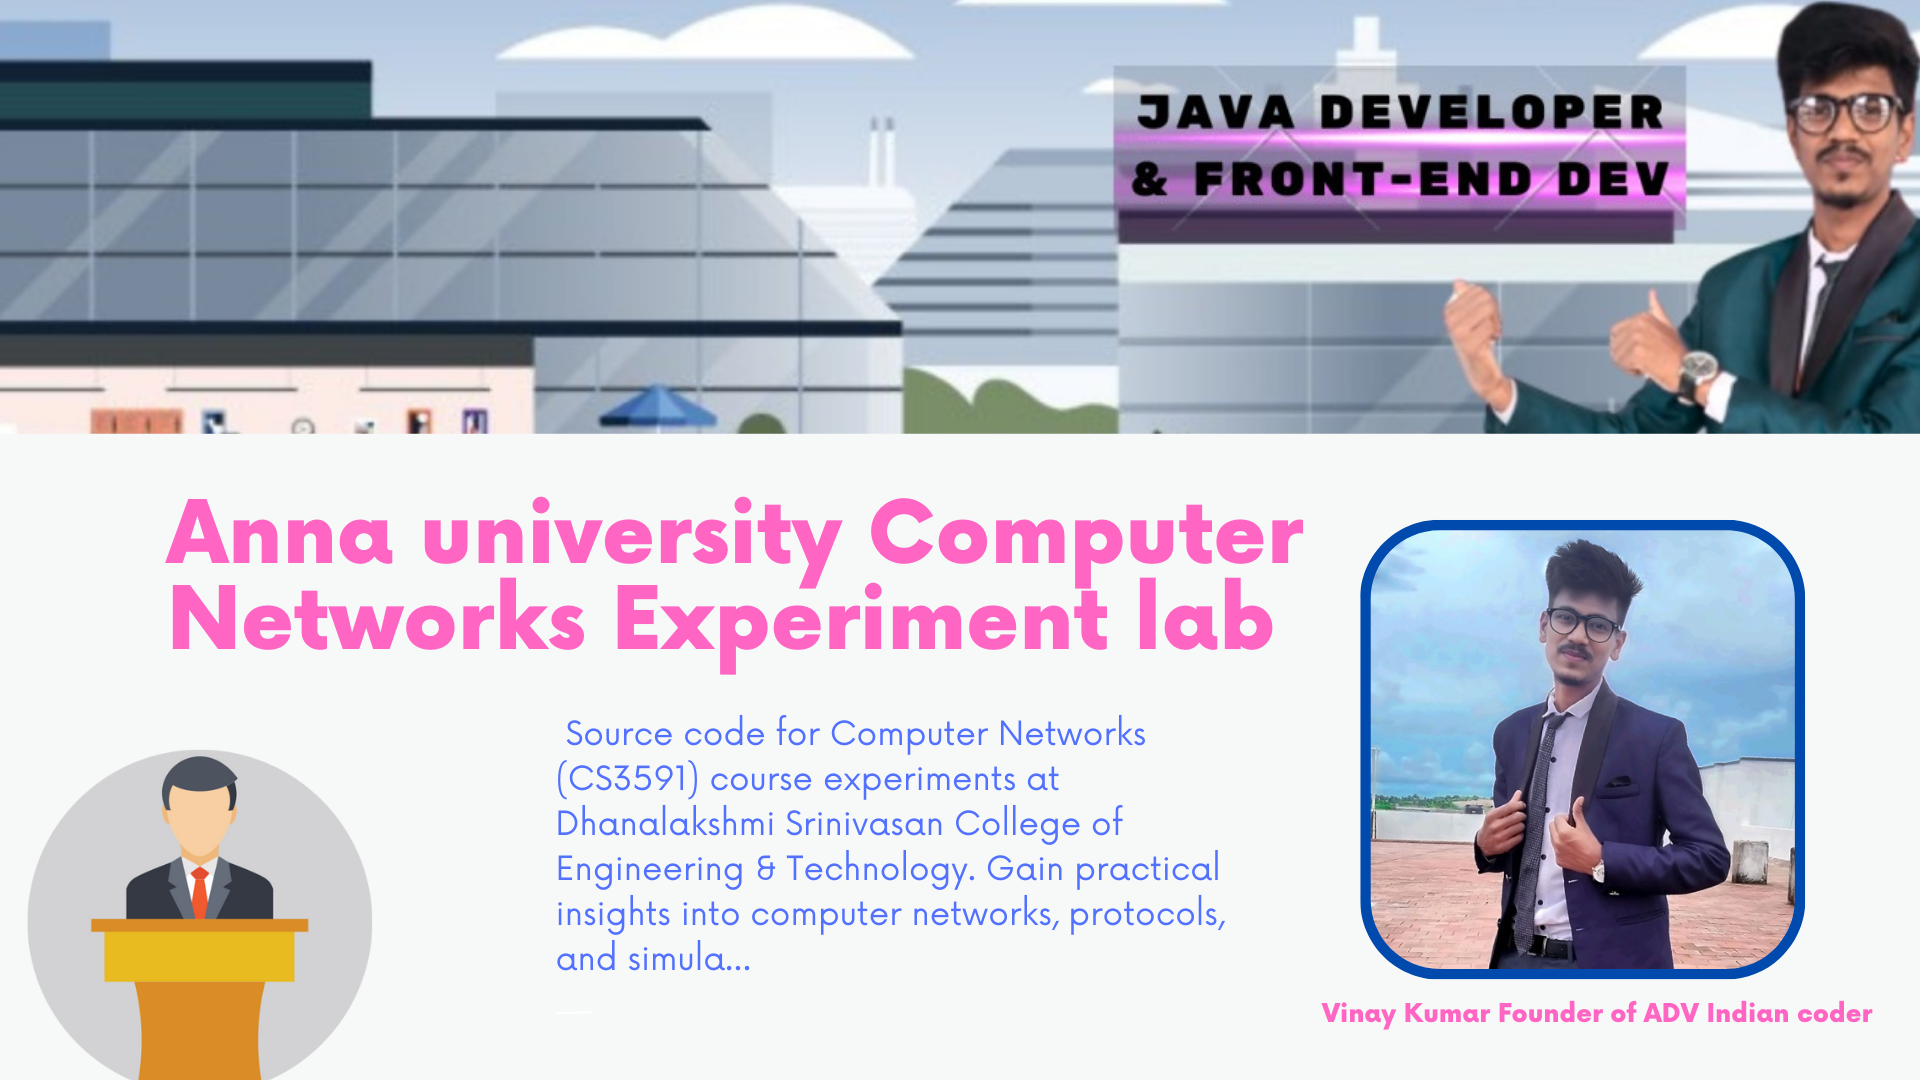 JAVA DEVELOPER
& FRONT-END DEV
Anna university Computer
Networks Experiment lab
Source code for Computer Networks
(CS3591) course experiments at
Dhanalakshmi Srinivasan College of
Engineering & Technology. Gain practical
insights into computer networks, protocols,
and simula...
Vinay Kumar Founder of ADV Indian coder